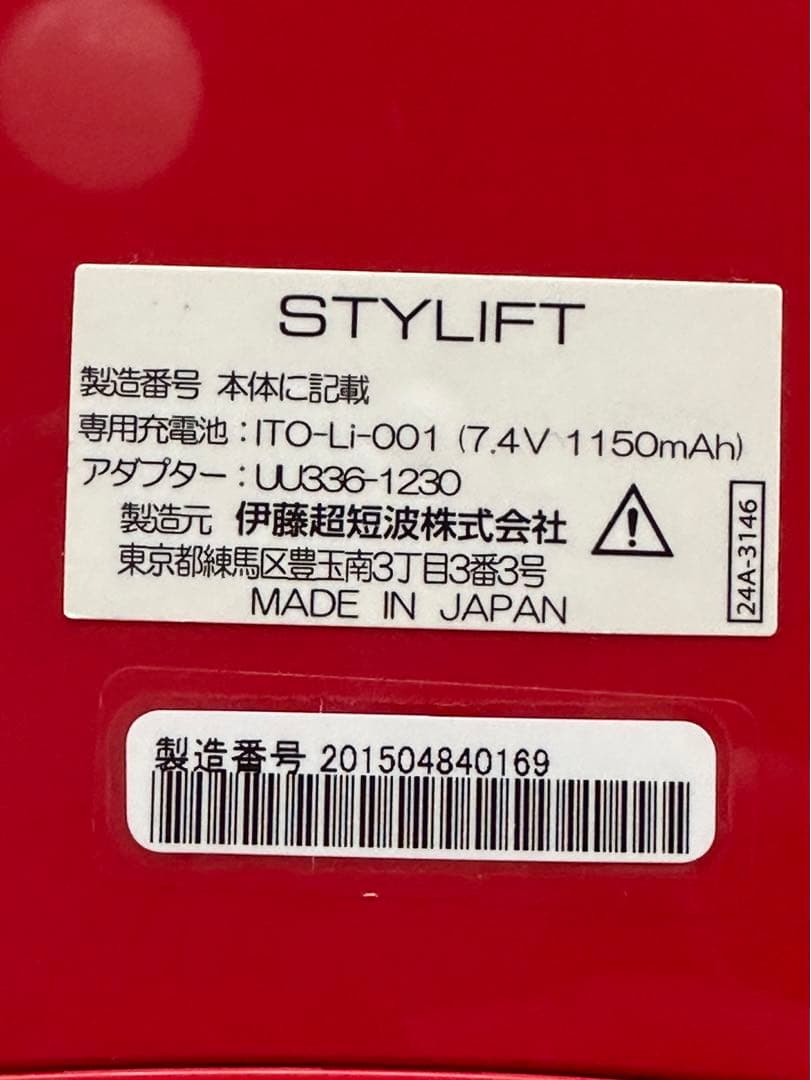 STYLIFT
製造番号 本体に記載
専用充電池：ITO-Li-001 (7.4V 1150mAh)
アダプター：UU336-1230
製造元 伊藤超短波株式会社
東京都練馬区豊玉南3丁目3番3号
MADE IN JAPAN
24A-3146
製造番号 201504840169